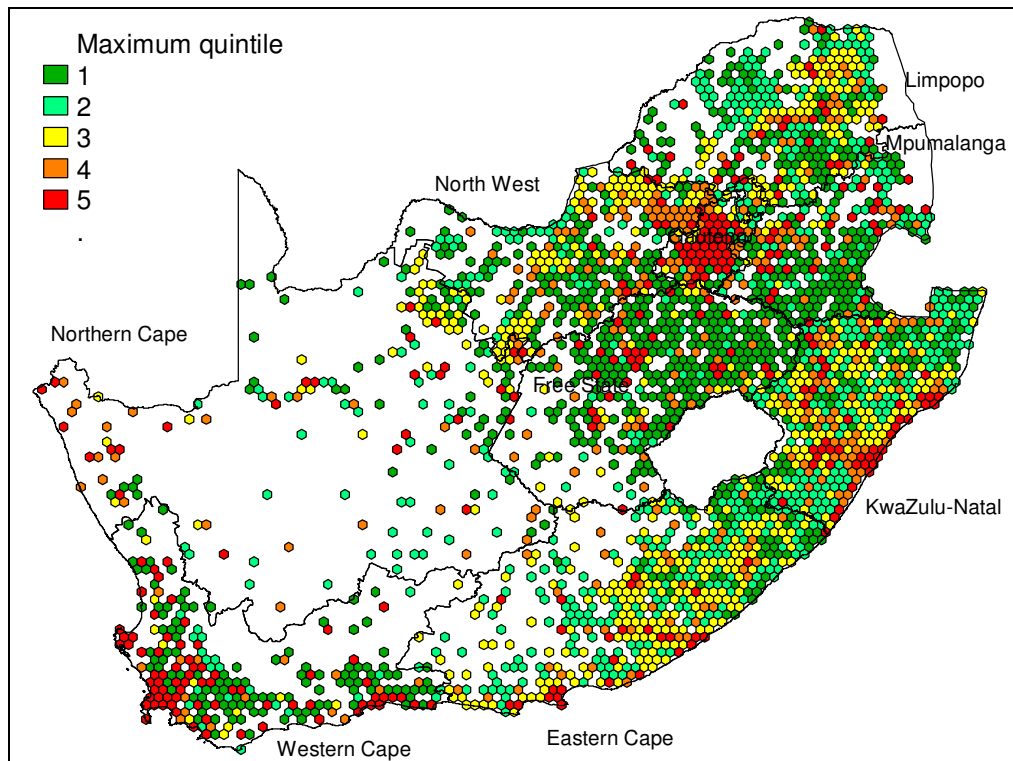 Maximum quintile
1
2
3
4
5
.
Limpopo
Mpumalanga
North West
Gauteng
Northern Cape
Free State
KwaZulu-Natal
Western Cape
Eastern Cape